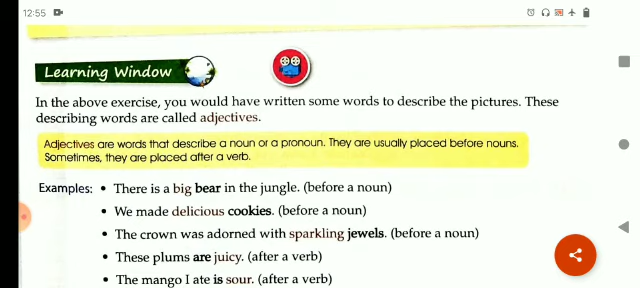 12:55
Learning Window
In the above exercise, you would have written some words to describe the pictures. These
describing words are called adjectives.
Adjectives are words that describe a noun or a pronoun. They are usually placed before nouns.
Sometimes, they are placed after a verb.
Examples: • There is a big bear in the jungle. (before a noun)
• We made delicious cookies. (before a noun)
• The crown was adorned with sparkling jewels. (before a noun)
• These plums are juicy. (after a verb)
• The mango I ate is sour. (after a verb)